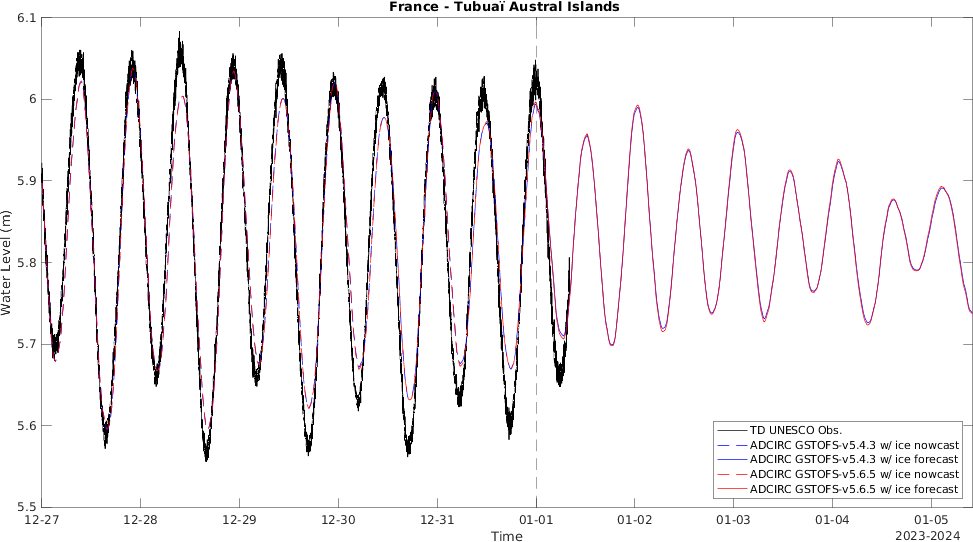 France - Tubuaï Austral Islands
6.1
6
5.9
5.8
5.7
5.6
5.5
Water Level (m)
TD UNESCO Obs.
ADCIRC GSTOFS-v5.4.3 w/ ice nowcast
ADCIRC GSTOFS-v5.4.3 w/ ice forecast
ADCIRC GSTOFS-v5.6.5 w/ ice nowcast
ADCIRC GSTOFS-v5.6.5 w/ ice forecast
12-27 12-28 12-29 12-30 12-31 01-01 01-02 01-03 01-04 01-05
Time
2023-2024